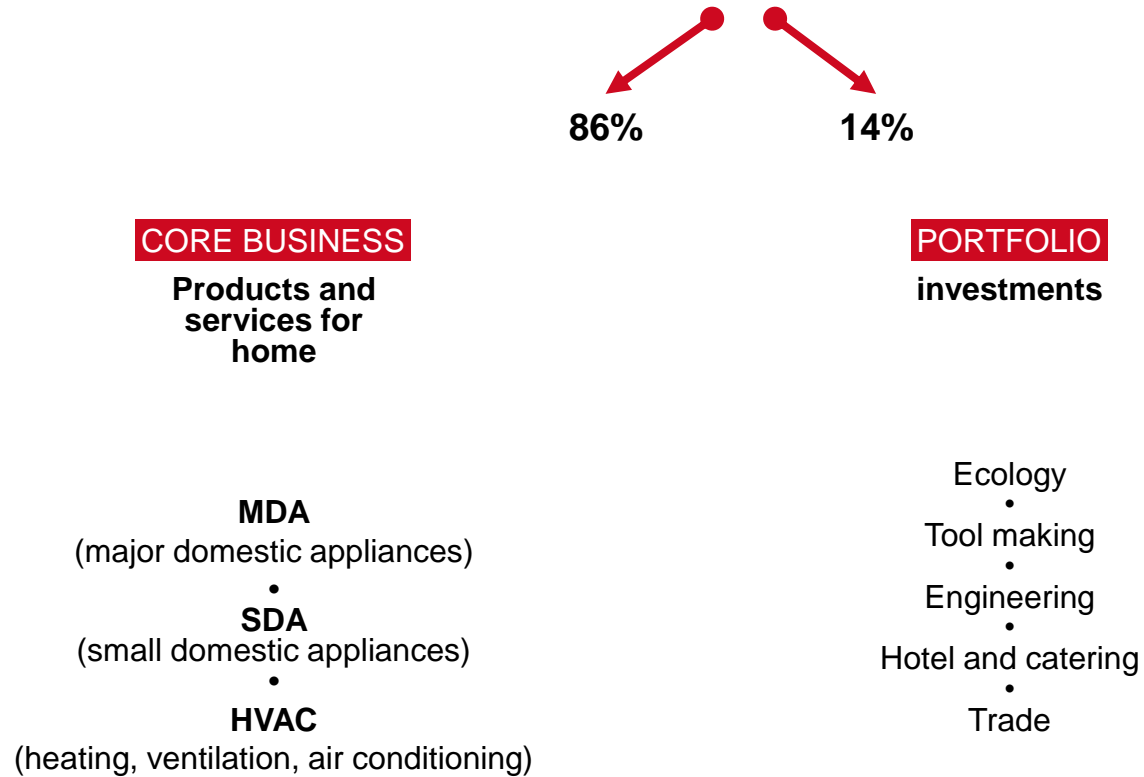 86%
14%
CORE BUSINESS
Products and
services for
home
MDA
(major domestic appliances)
•
SDA
(small domestic appliances)
•
HVAC
(heating, ventilation, air conditioning)
PORTFOLIO
investments
Ecology
•
Tool making
•
Engineering
•
Hotel and catering
•
Trade